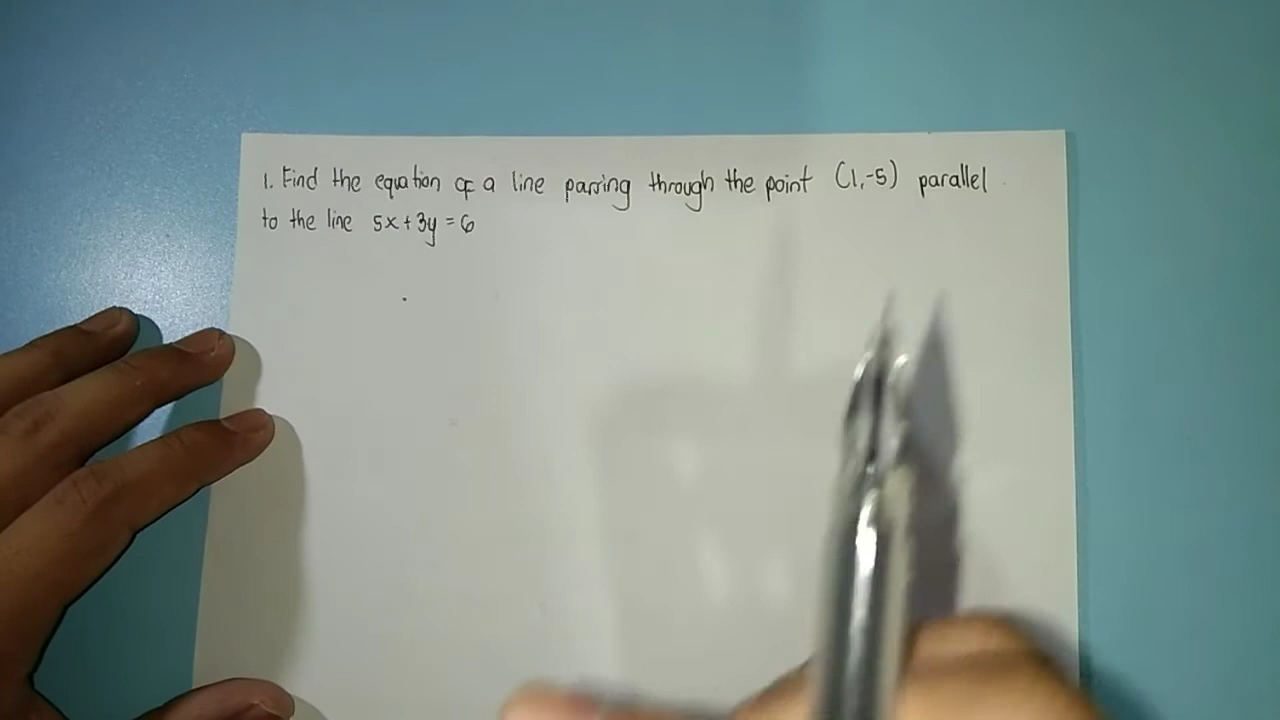 1. Find the equation of a line passing through the point (1,-5) parallel
to the line 5x+3y=6